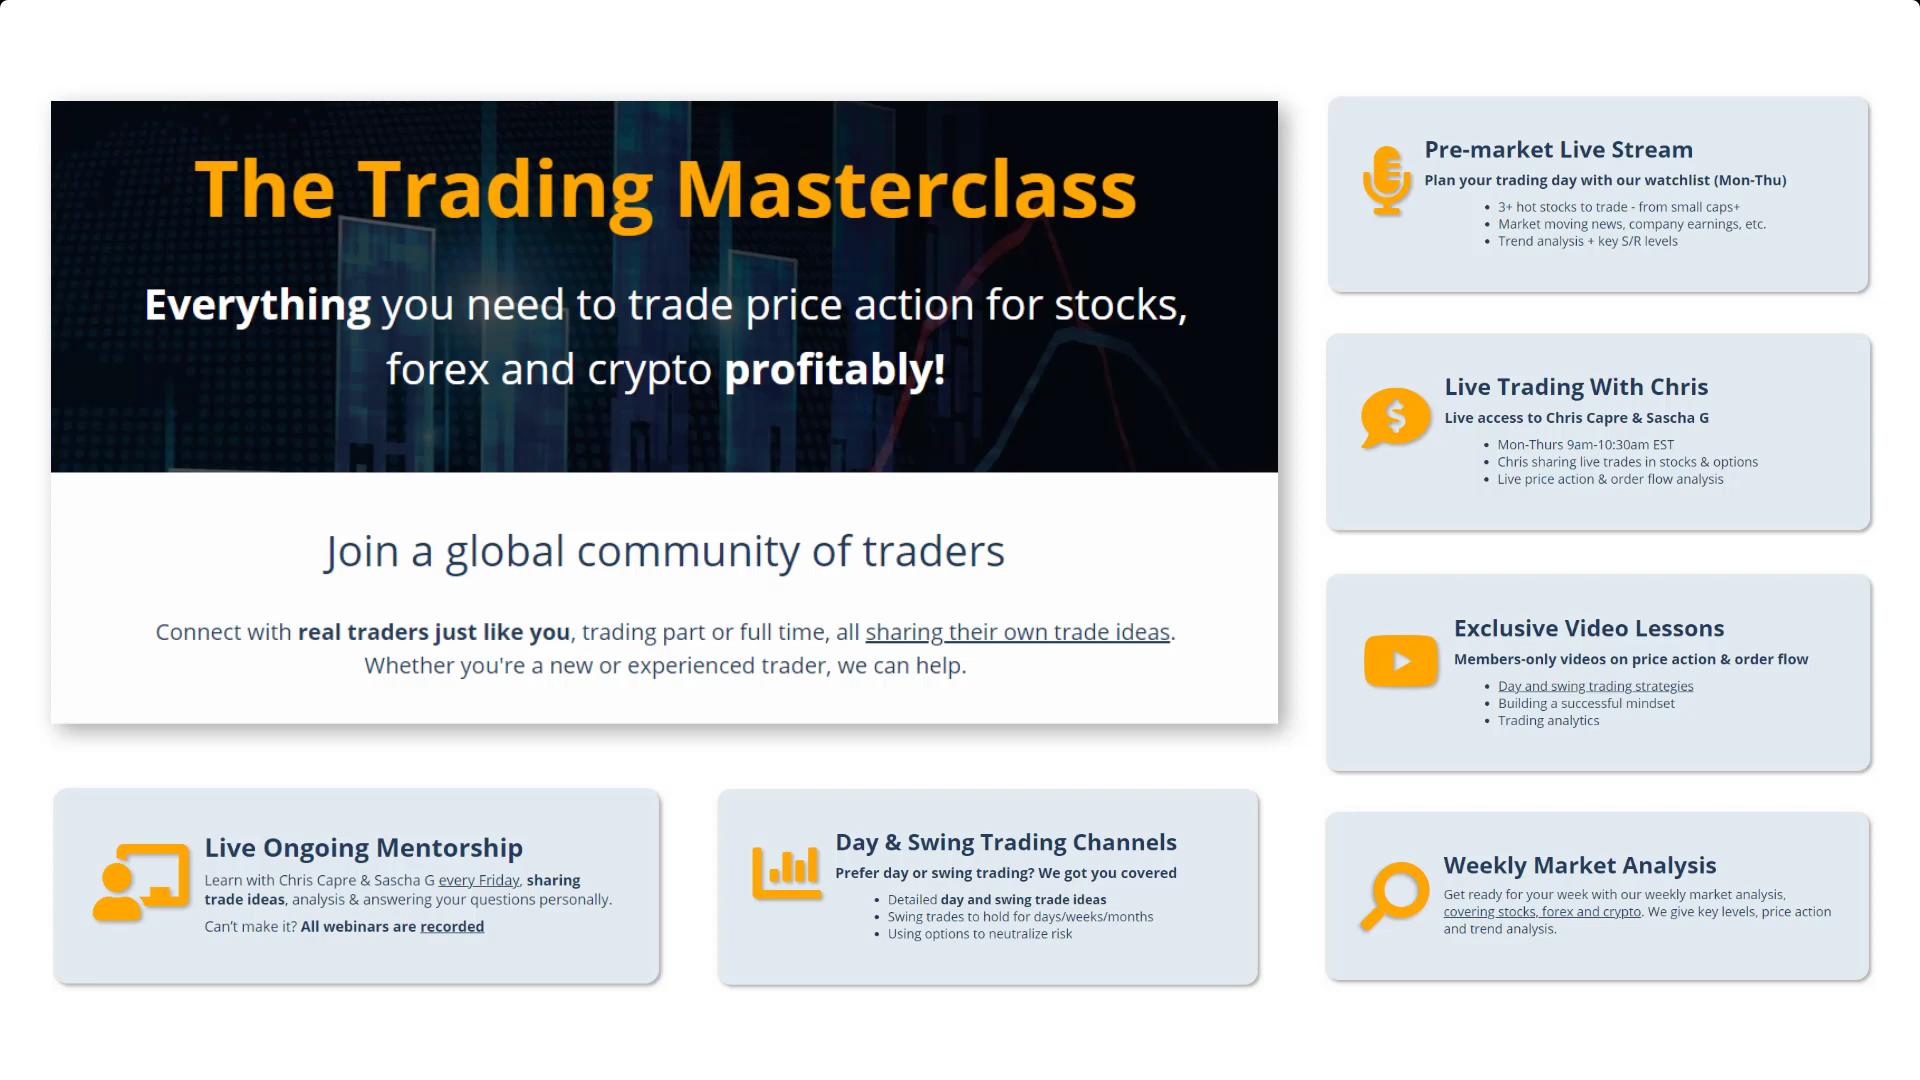 The Trading Masterclass
Everything you need to trade price action for stocks,
forex and crypto profitably!
Join a global community of traders
Connect with real traders just like you, trading part or full time, all sharing their own trade ideas.
Whether you're a new or experienced trader, we can help.
Pre-market Live Stream
Plan your trading day with our watchlist (Mon-Thu)
• 3+ hot stocks to trade - from small caps+
• Market moving news, company earnings, etc.
• Trend analysis + key S/R levels
Live Trading With Chris
Live access to Chris Capre & Sascha G
• Mon-Thurs 9am-10:30am EST
• Chris sharing live trades in stocks & options
• Live price action & order flow analysis
Exclusive Video Lessons
Members-only videos on price action & order flow
• Day and swing trading strategies
• Building a successful mindset
• Trading analytics
Live Ongoing Mentorship
Learn with Chris Capre & Sascha G every Friday, sharing
trade ideas, analysis & answering your questions personally.
Can't make it? All webinars are recorded
Day & Swing Trading Channels
Prefer day or swing trading? We got you covered
• Detailed day and swing trade ideas
• Swing trades to hold for days/weeks/months
• Using options to neutralize risk
Weekly Market Analysis
Get ready for your week with our weekly market analysis,
covering stocks, forex and crypto. We give key levels, price action
and trend analysis.